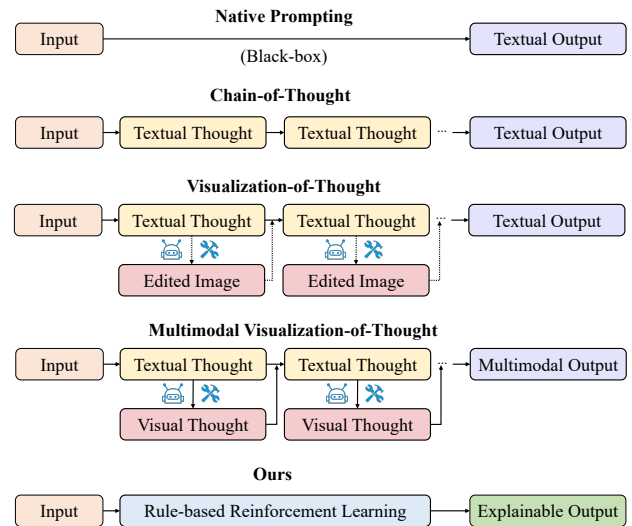 Native Prompting
Input
Textual Output
(Black-box)
Chain-of-Thought
Input
Textual Thought
Textual Thought
...
Textual Output
Visualization-of-Thought
Input
Textual Thought
Textual Thought
...
Textual Output
Edited Image
Edited Image
Multimodal Visualization-of-Thought
Input
Textual Thought
Textual Thought
...
Multimodal Output
Visual Thought
Visual Thought
Ours
Input
Rule-based Reinforcement Learning
Explainable Output